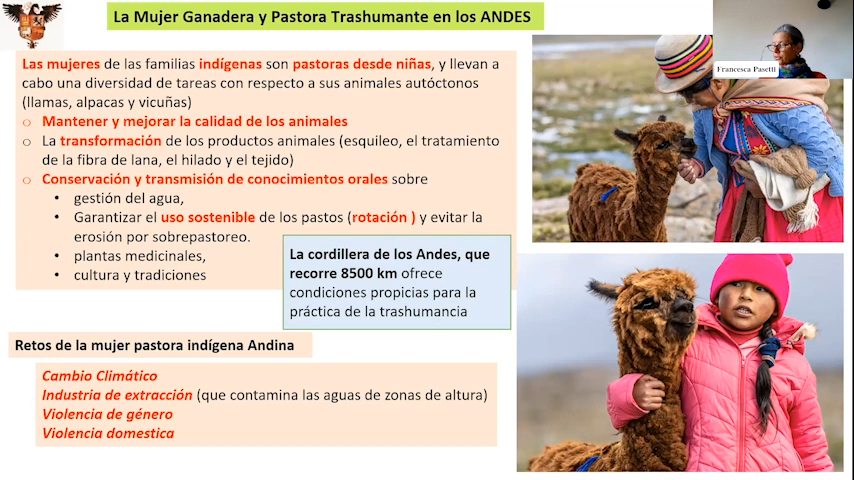 La Mujer Ganadera y Pastora Trashumante en los ANDES
Francesca Pasetti
Las mujeres de las familias indígenas son pastoras desde niñas, y llevan a
cabo una diversidad de tareas con respecto a sus animales autóctonos
(llamas, alpacas y vicuñas)
o Mantener y mejorar la calidad de los animales
o La transformación de los productos animales (esquileo, el tratamiento
de la fibra de lana, el hilado y el tejido)
o Conservación y transmisión de conocimientos orales sobre
• gestión del agua,
• Garantizar el uso sostenible de los pastos (rotación ) y evitar la
erosión por sobrepastoreo.
• plantas medicinales,
• cultura y tradiciones
La cordillera de los Andes, que
recorre 8500 km ofrece
condiciones propicias para la
práctica de la trashumancia
Retos de la mujer pastora indígena Andina
Cambio Climático
Industria de extracción (que contamina las aguas de zonas de altura)
Violencia de género
Violencia domestica